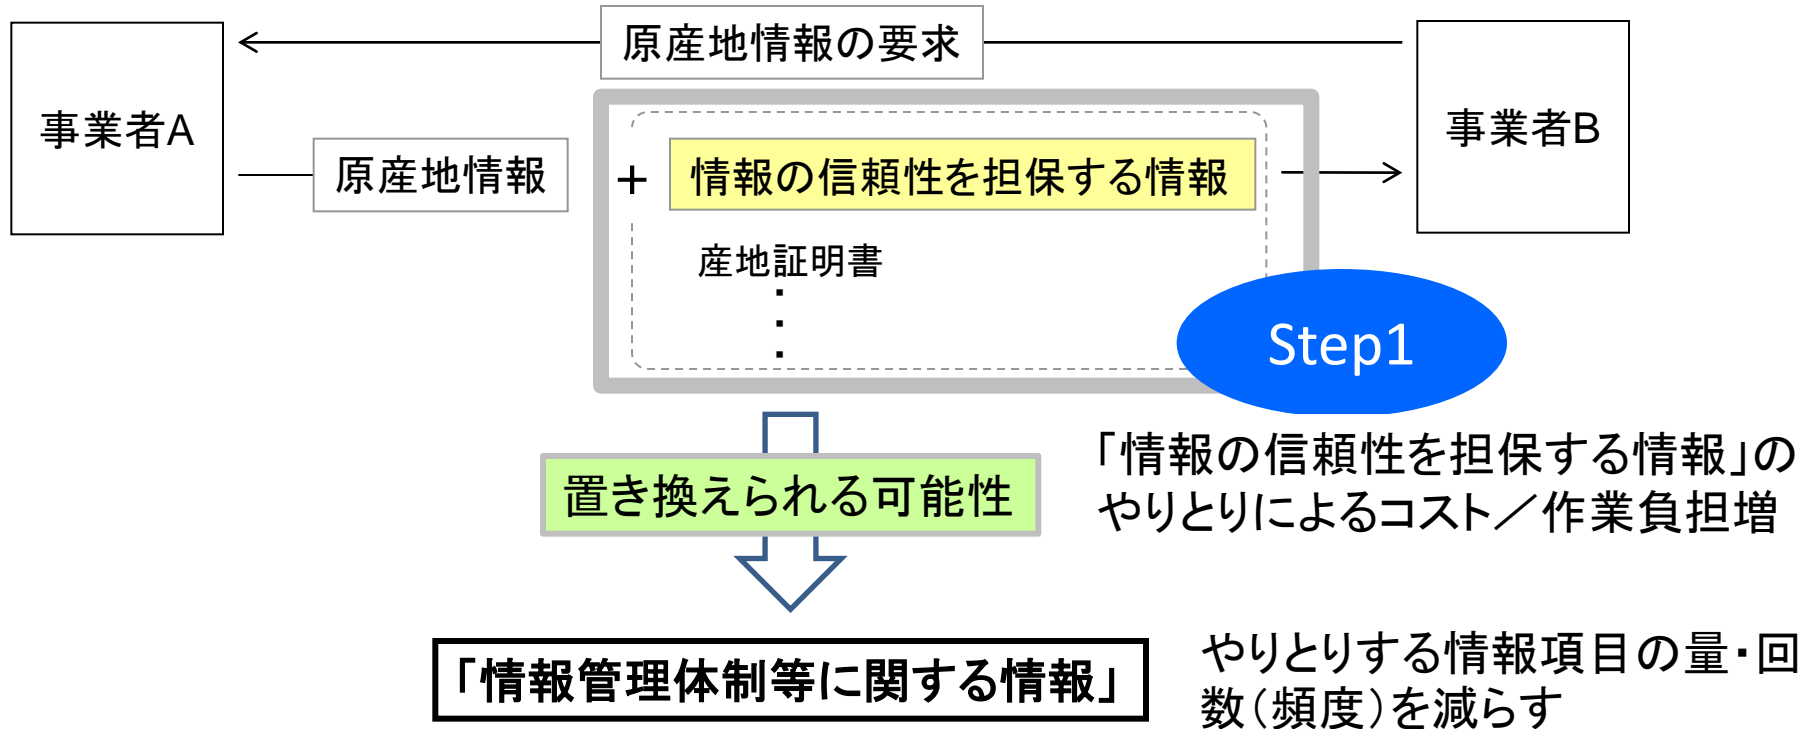 原産地情報の要求
事業者A
事業者B
原産地情報
+
情報の信頼性を担保する情報
産地証明書
・
・
・
Step1
置き換えられる可能性
「情報の信頼性を担保する情報」の
やりとりによるコスト／作業負担増
「情報管理体制等に関する情報」
やりとりする情報項目の量・回
数（頻度）を減らす